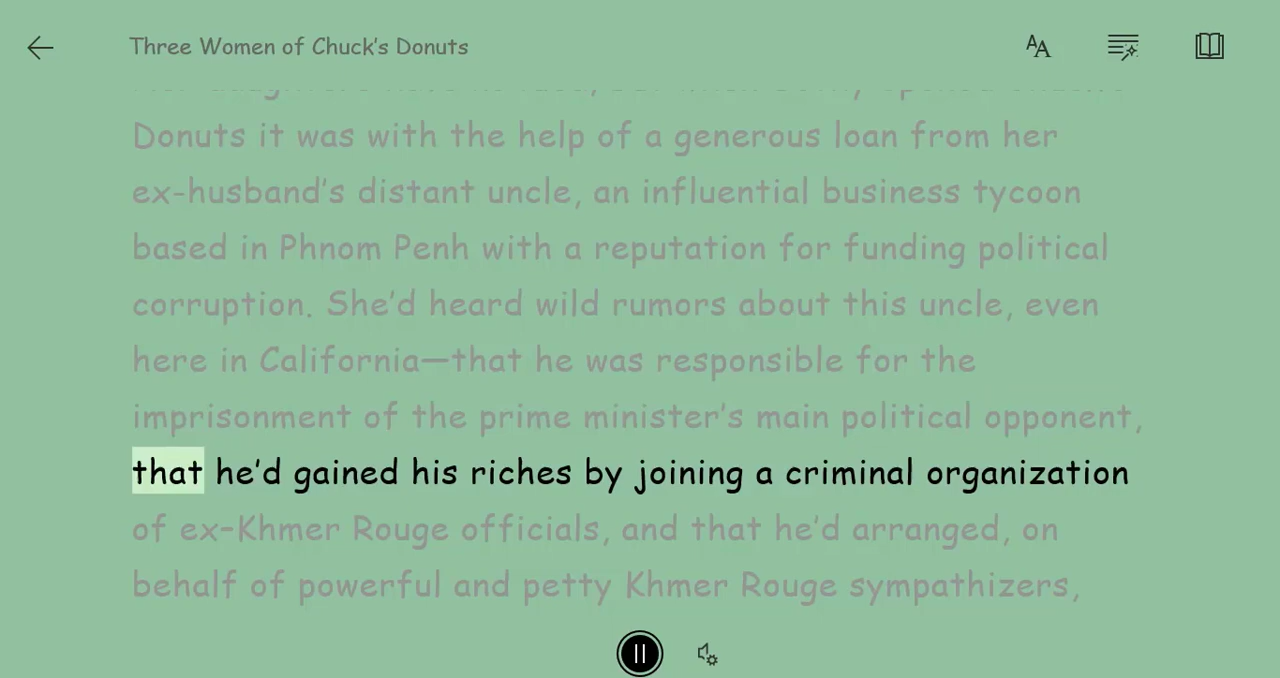 Three Women of Chuck's Donuts
Donuts it was with the help of a generous loan from her
ex-husband's distant uncle, an influential business tycoon
based in Phnom Penh with a reputation for funding political
corruption. She'd heard wild rumors about this uncle, even
here in California—that he was responsible for the
imprisonment of the prime minister's main political opponent,
that he'd gained his riches by joining a criminal organization
of ex–Khmer Rouge officials, and that he'd arranged, on
behalf of powerful and petty Khmer Rouge sympathizers,